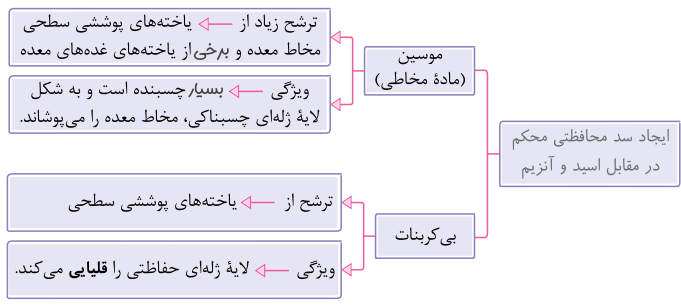 ایجاد سد محافظتی محکم
در مقابل اسید و آنزیم
موسین
(مادهٔ مخاطی)
ترشح زیاد از یاخته‌های پوششی سطحی
مخاط معده و برخی از یاخته‌های غده‌های معده
ویژگی بسیار چسبنده است و به شکل
لایهٔ ژله‌ای چسبناکی، مخاط معده را می‌پوشاند.
بی‌کربنات
ترشح از یاخته‌های پوششی سطحی
ویژگی لایهٔ ژله‌ای حفاظتی را قلیایی می‌کند.